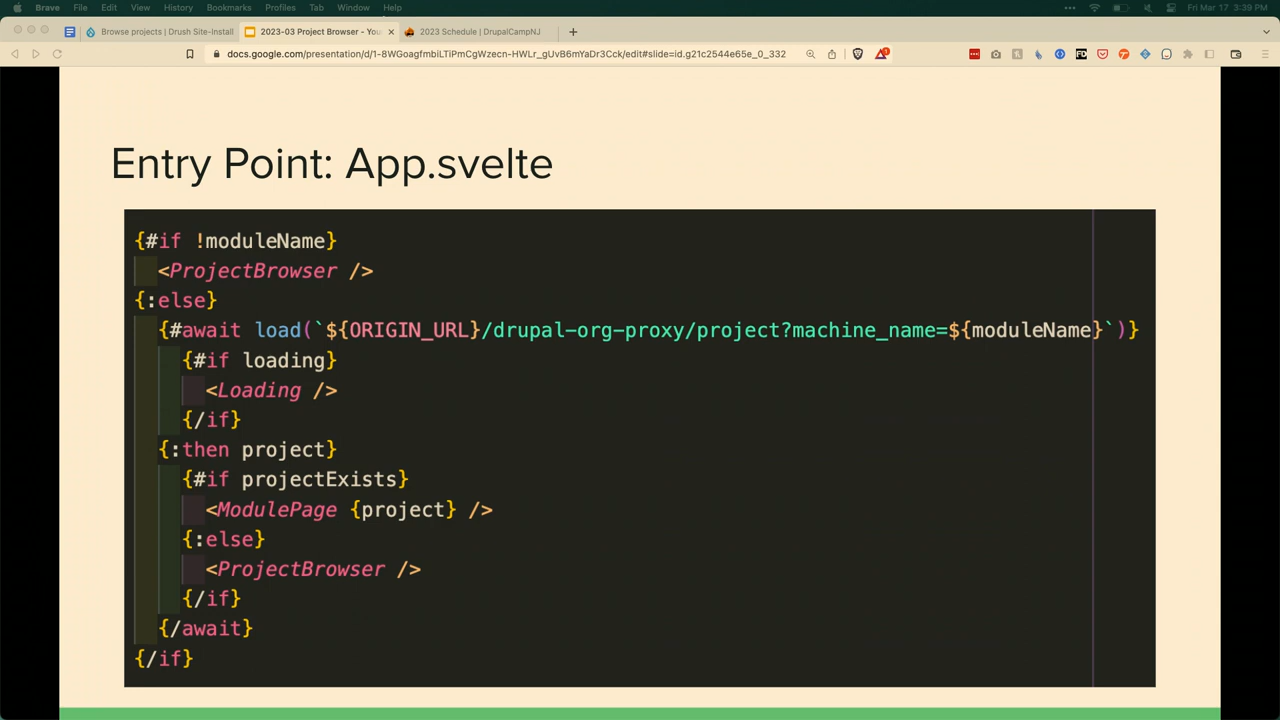 Brave File Edit View History Bookmarks Profiles Tab Window Help Fri Mar 17 3:39 PM
Browse projects | Drush Site-Install 2023-03 Project Browser - You 2023 Schedule | DrupalCampNJ
docs.google.com/presentation/d/1-8WGoagfmbiLTiPmCgWzecn-HWLr_gUvB6mYaDr3Cck/edit#slide=id.g21c2544e65e_0_332
Entry Point: App.svelte
{#if !moduleName}
<ProjectBrowser />
{:else}
{#await load(`${ORIGIN_URL}/drupal-org-proxy/project?machine_name=${moduleName}`)}
{#if loading}
<Loading />
{/if}
{:then project}
{#if projectExists}
<ModulePage {project} />
{:else}
<ProjectBrowser />
{/if}
{/await}
{/if}